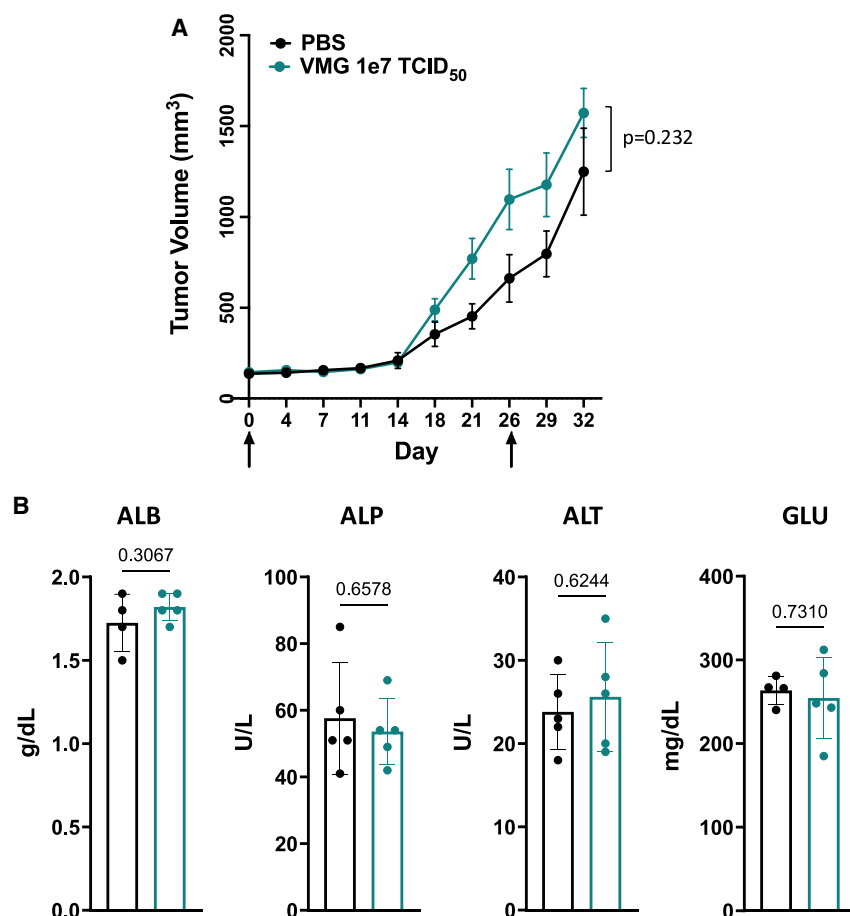 A
PBS
VMG 1e7 TCID50
Tumor Volume (mm3)
2000
1500
1000
500
0
p=0.232
0 4 7 11 14 18 21 26 29 32
Day
B
ALB
0.3067
g/dL
2.0
1.5
1.0
0.5
0.0
ALP
0.6578
U/L
100
80
60
40
20
0
ALT
0.6244
U/L
40
30
20
10
0
GLU
0.7310
mg/dL
400
300
200
100
0